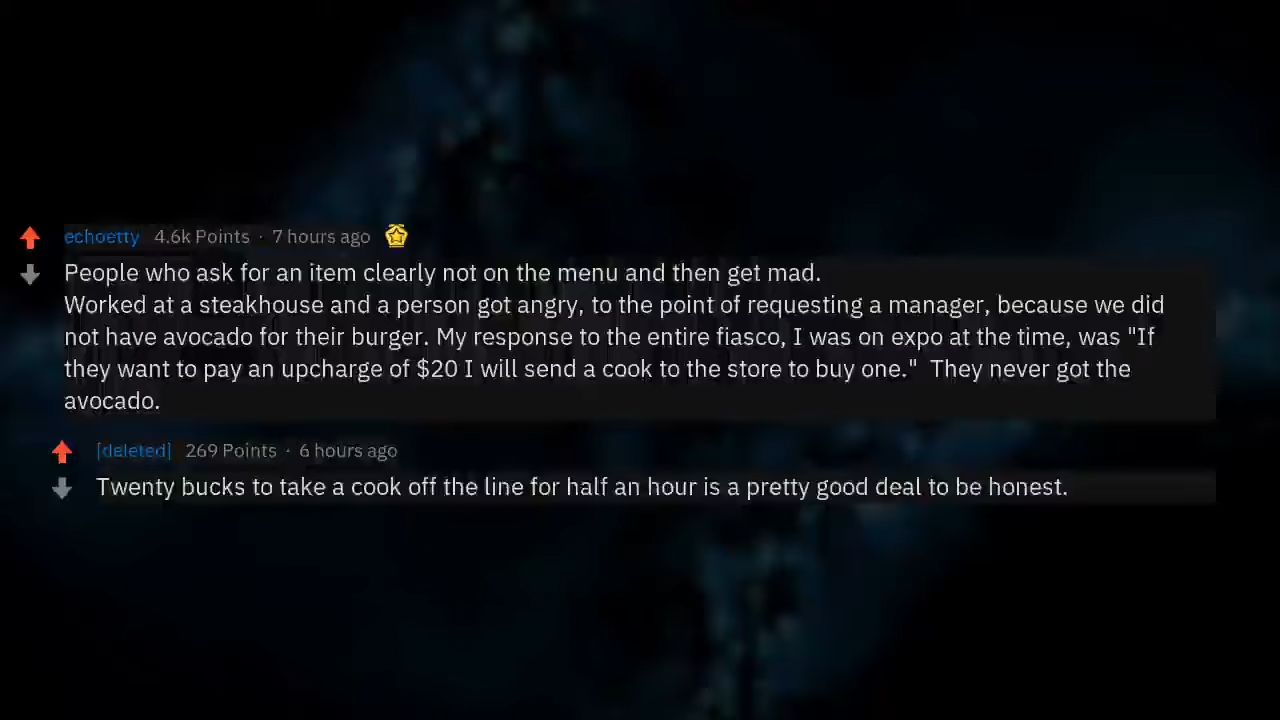 echoetty 4.6k Points · 7 hours ago
People who ask for an item clearly not on the menu and then get mad.
Worked at a steakhouse and a person got angry, to the point of requesting a manager, because we did
not have avocado for their burger. My response to the entire fiasco, I was on expo at the time, was "If
they want to pay an upcharge of $20 I will send a cook to the store to buy one."  They never got the
avocado.
[deleted] 269 Points · 6 hours ago
Twenty bucks to take a cook off the line for half an hour is a pretty good deal to be honest.